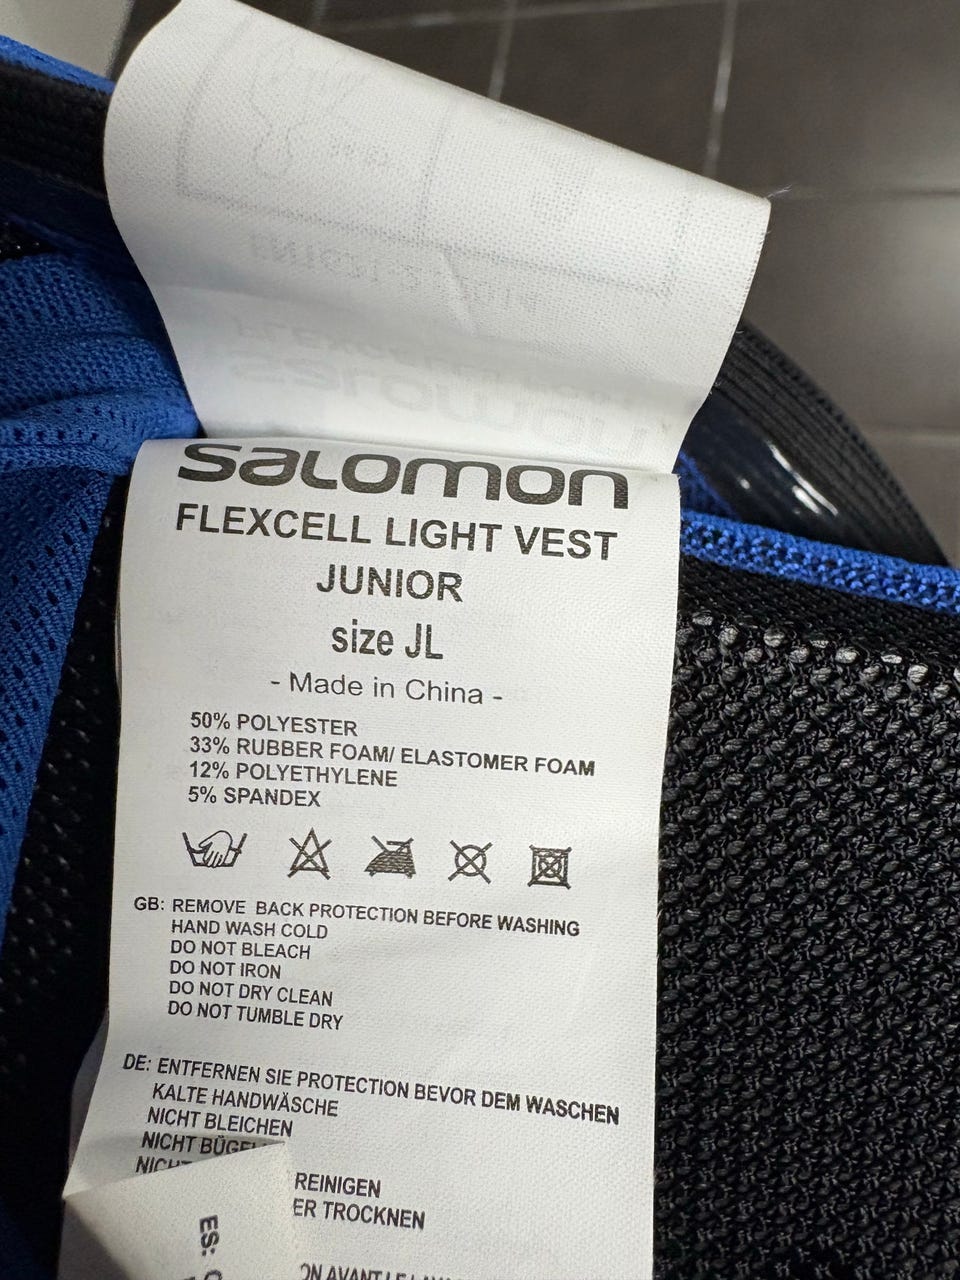 salomon
FLEXCELL LIGHT VEST
JUNIOR
size JL
- Made in China -
50% POLYESTER
33% RUBBER FOAM/ ELASTOMER FOAM
12% POLYETHYLENE
5% SPANDEX
GB: REMOVE BACK PROTECTION BEFORE WASHING
HAND WASH COLD
DO NOT BLEACH
DO NOT IRON
DO NOT DRY CLEAN
DO NOT TUMBLE DRY
DE: ENTFERNEN SIE PROTECTION BEVOR DEM WASCHEN
KALTE HANDWÄSCHE
NICHT BLEICHEN
NICHT
REINIGEN
TROCKNEN
ES:
AVANT